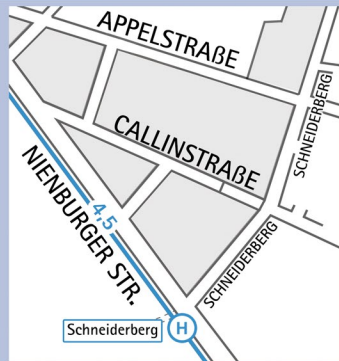 APPELSTRAßE
CALLINSTRAßE
SCHNEIDERBERG
NIENBURGER STR.
4,5
SCHNEIDERBERG
Schneiderberg H